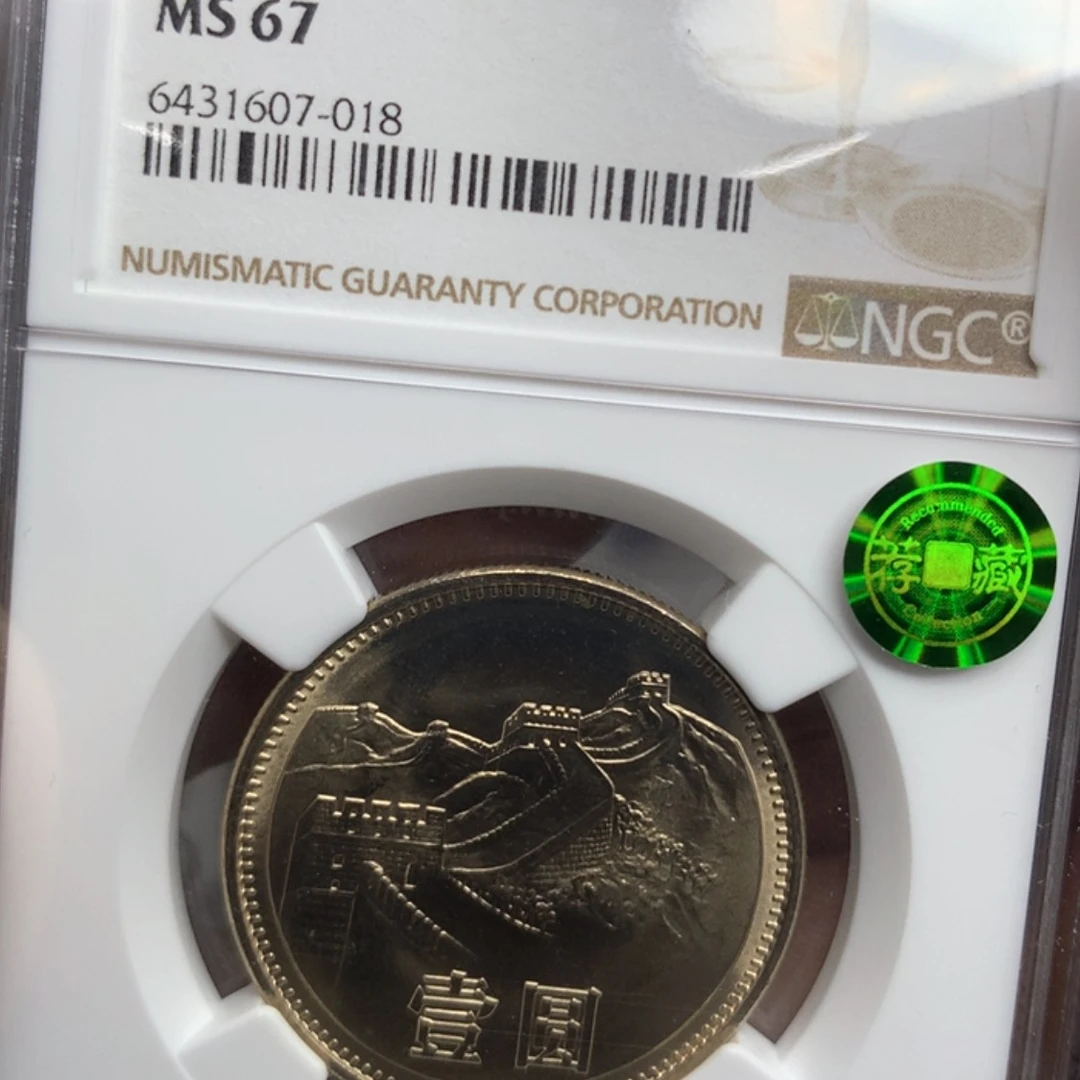 MS 67
6431607-018
NUMISMATIC GUARANTY CORPORATION
NGC®
Recommended
荐藏
Collection
壹圆